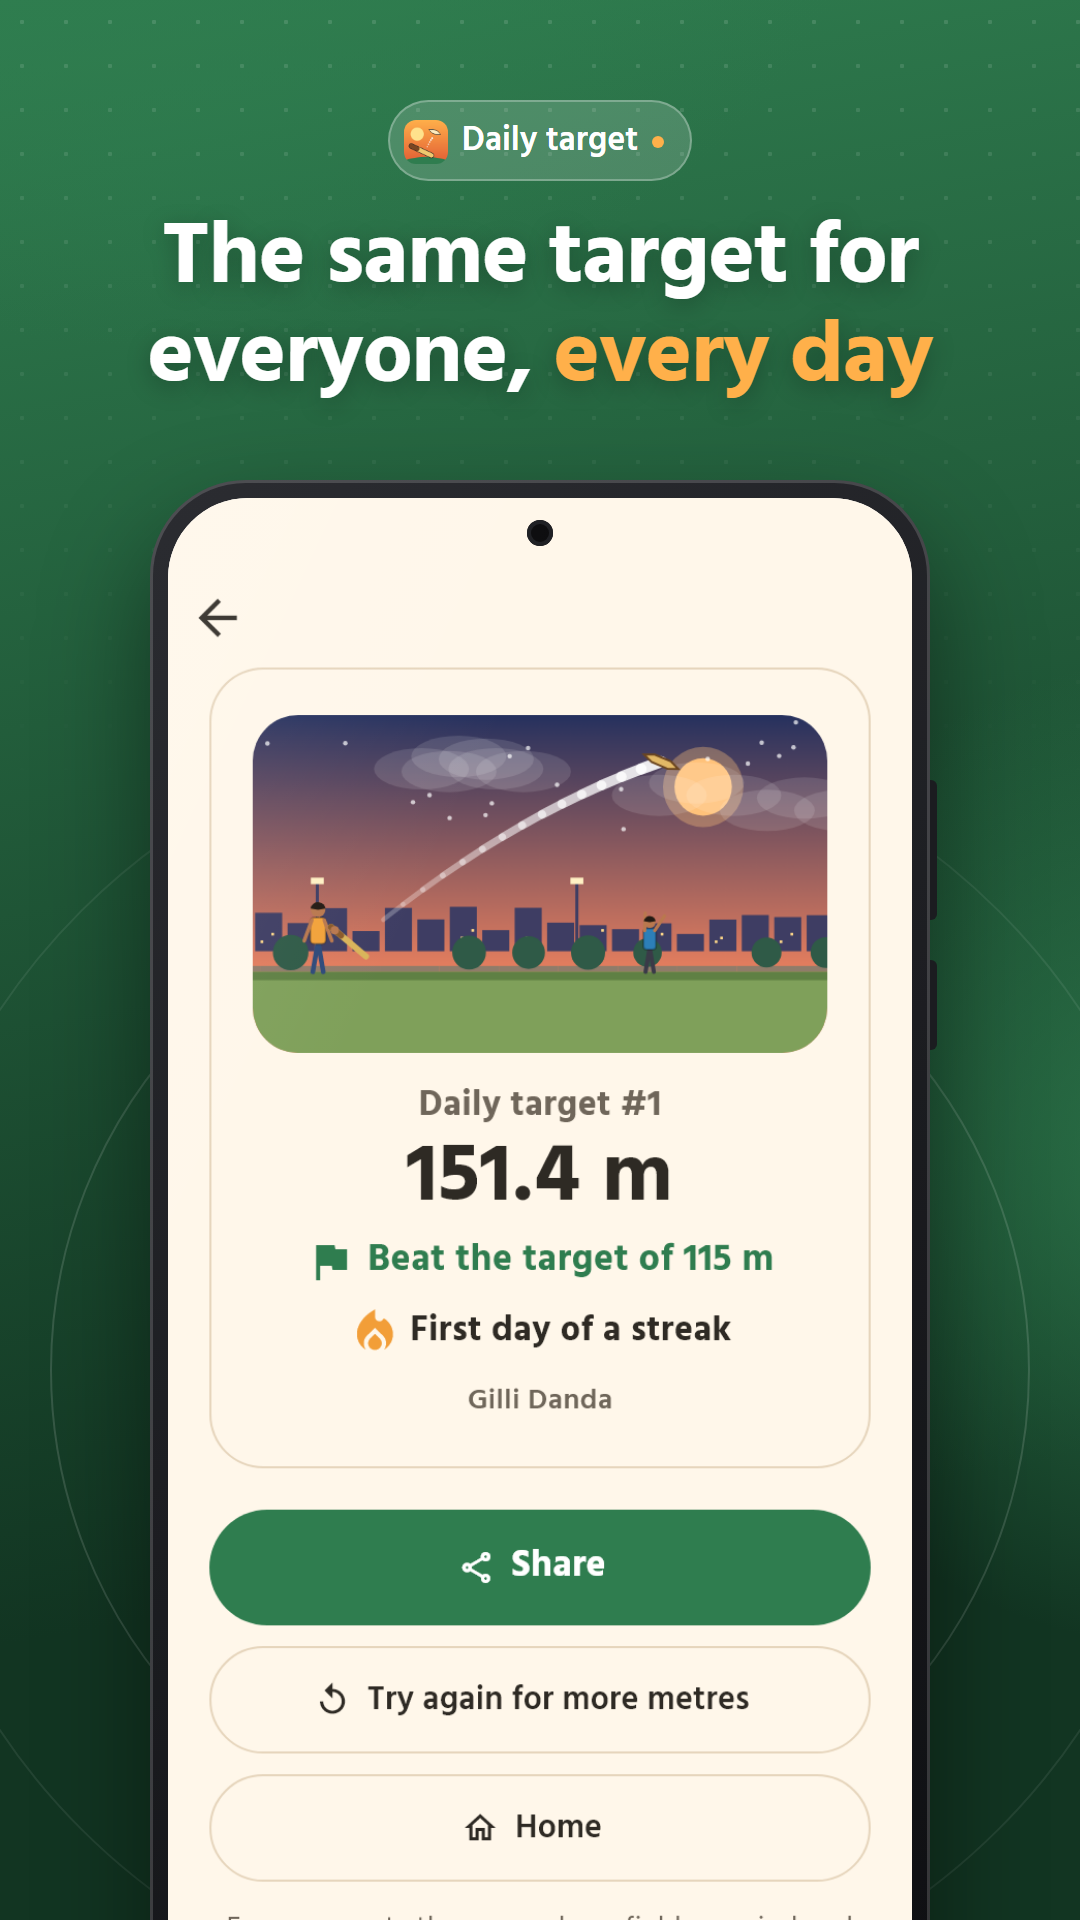 Daily target
The same target for
everyone, every day
Daily target #1
151.4 m
Beat the target of 115 m
First day of a streak
Gilli Danda
Share
Try again for more metres
Home